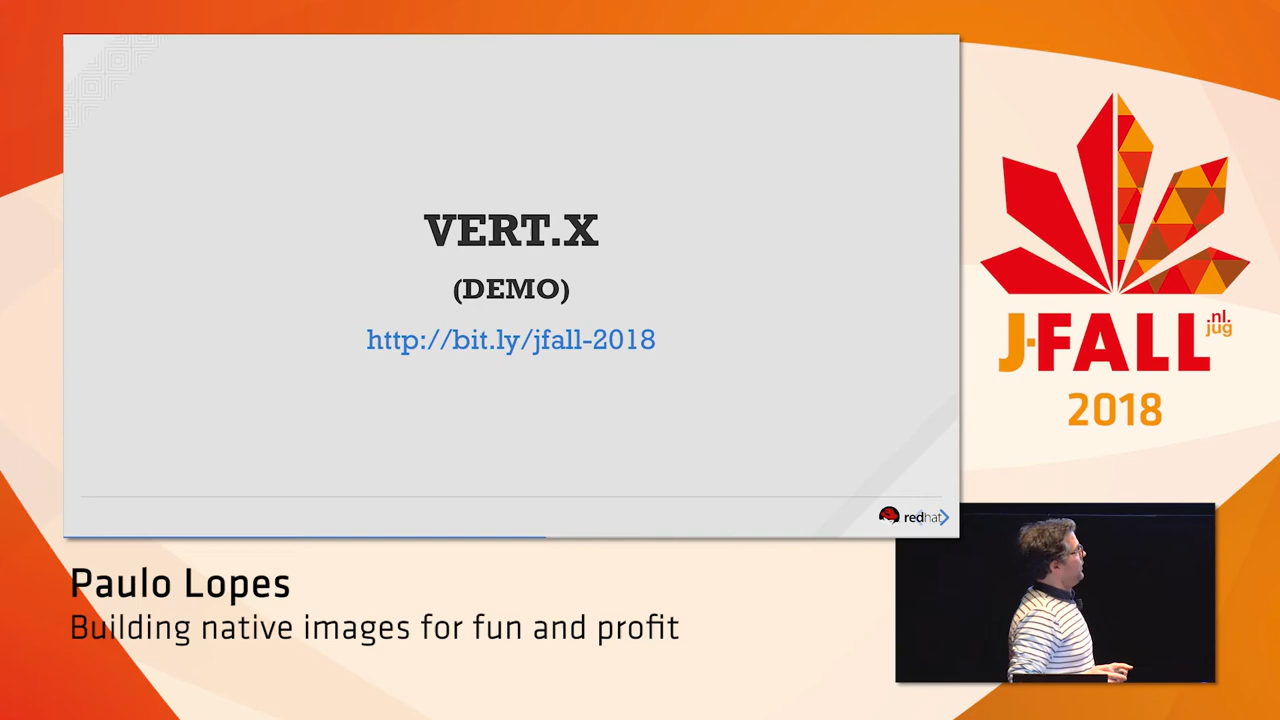 VERT.X
(DEMO)
http://bit.ly/jfall-2018
redhat
J·FALL
nl.
jug
2018
Paulo Lopes
Building native images for fun and profit